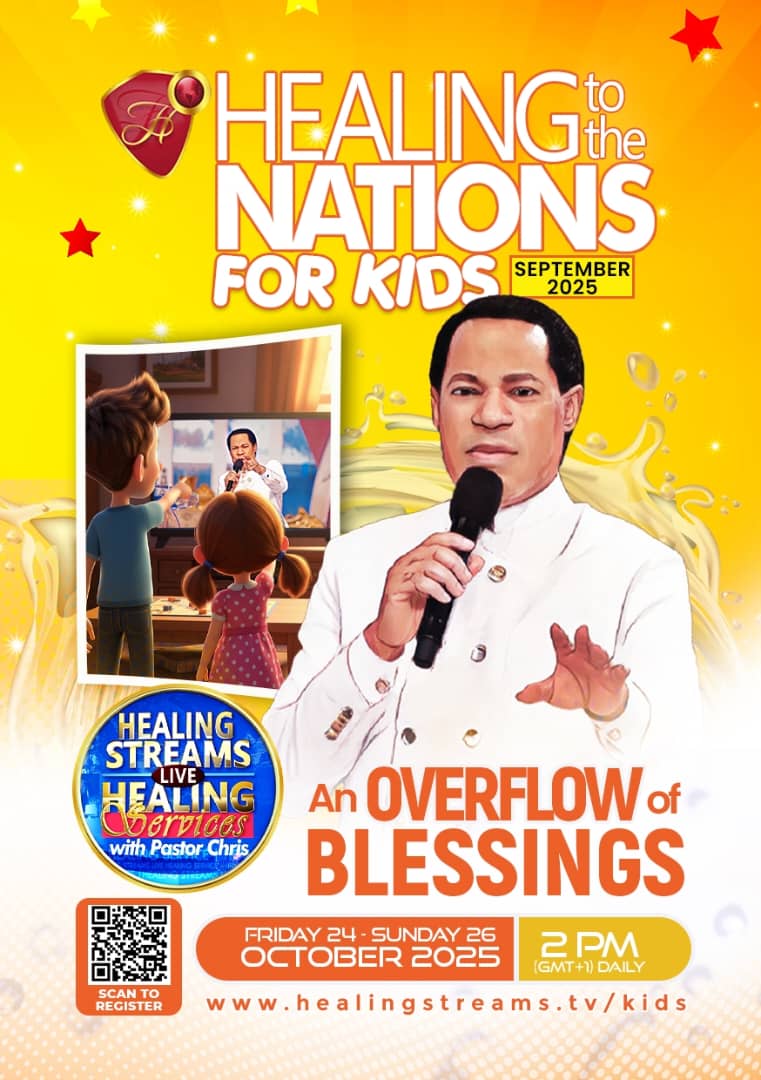 HEALING to the
NATIONS
FOR KIDS
SEPTEMBER
2025
HEALING
STREAMS
LIVE
HEALING
Services
with Pastor Chris
An OVERFLOW of
BLESSINGS
SCAN TO
REGISTER
FRIDAY 24 - SUNDAY 26
OCTOBER 2025
2 PM
(GMT+1) DAILY
www.healingstreams.tv/kids